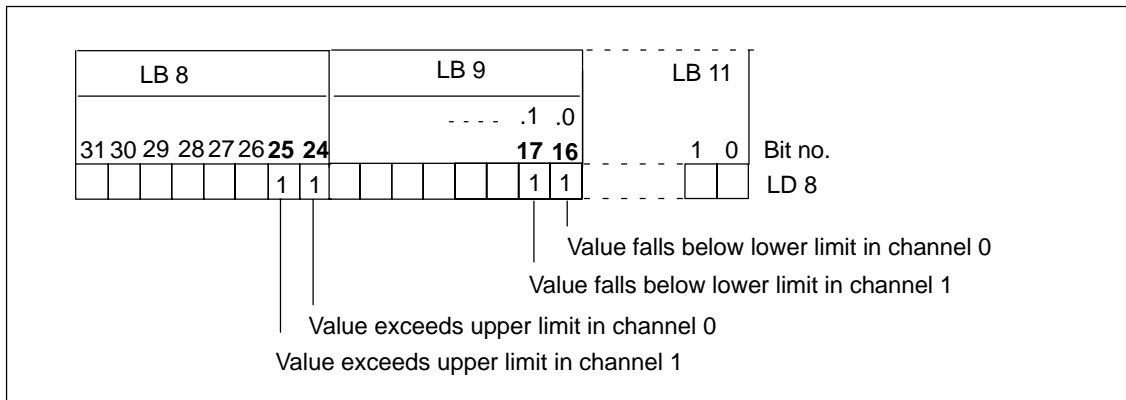 LB 8 LB 9 LB 11
- - - - .1 .0
31 30 29 28 27 26 25 24 17 16 1 0 Bit no.
1 1 1 1 LD 8
Value falls below lower limit in channel 0
Value falls below lower limit in channel 1
Value exceeds upper limit in channel 0
Value exceeds upper limit in channel 1